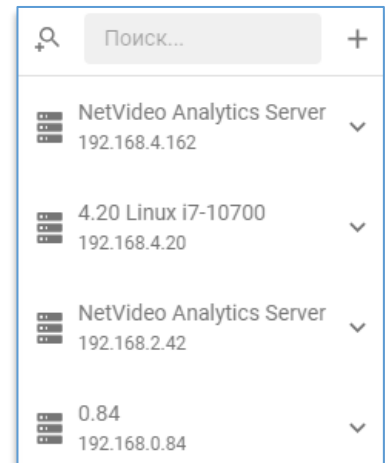 Поиск...
NetVideo Analytics Server
192.168.4.162
4.20 Linux i7-10700
192.168.4.20
NetVideo Analytics Server
192.168.2.42
0.84
192.168.0.84